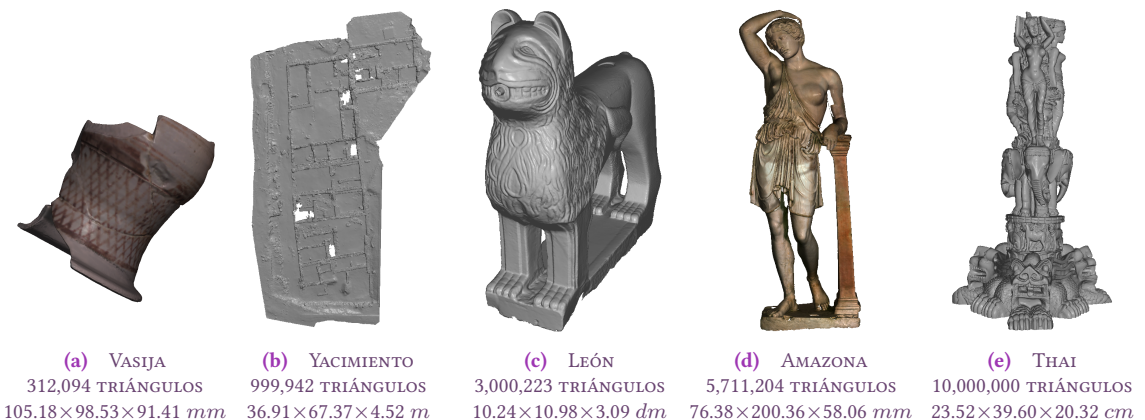 (a) VASIJA
312,094 TRIÁNGULOS
105.18×98.53×91.41 mm
(b) YACIMIENTO
999,942 TRIÁNGULOS
36.91×67.37×4.52 m
(c) LEÓN
3,000,223 TRIÁNGULOS
10.24×10.98×3.09 dm
(d) AMAZONA
5,711,204 TRIÁNGULOS
76.38×200.36×58.06 mm
(e) THAI
10,000,000 TRIÁNGULOS
23.52×39.60×20.32 cm